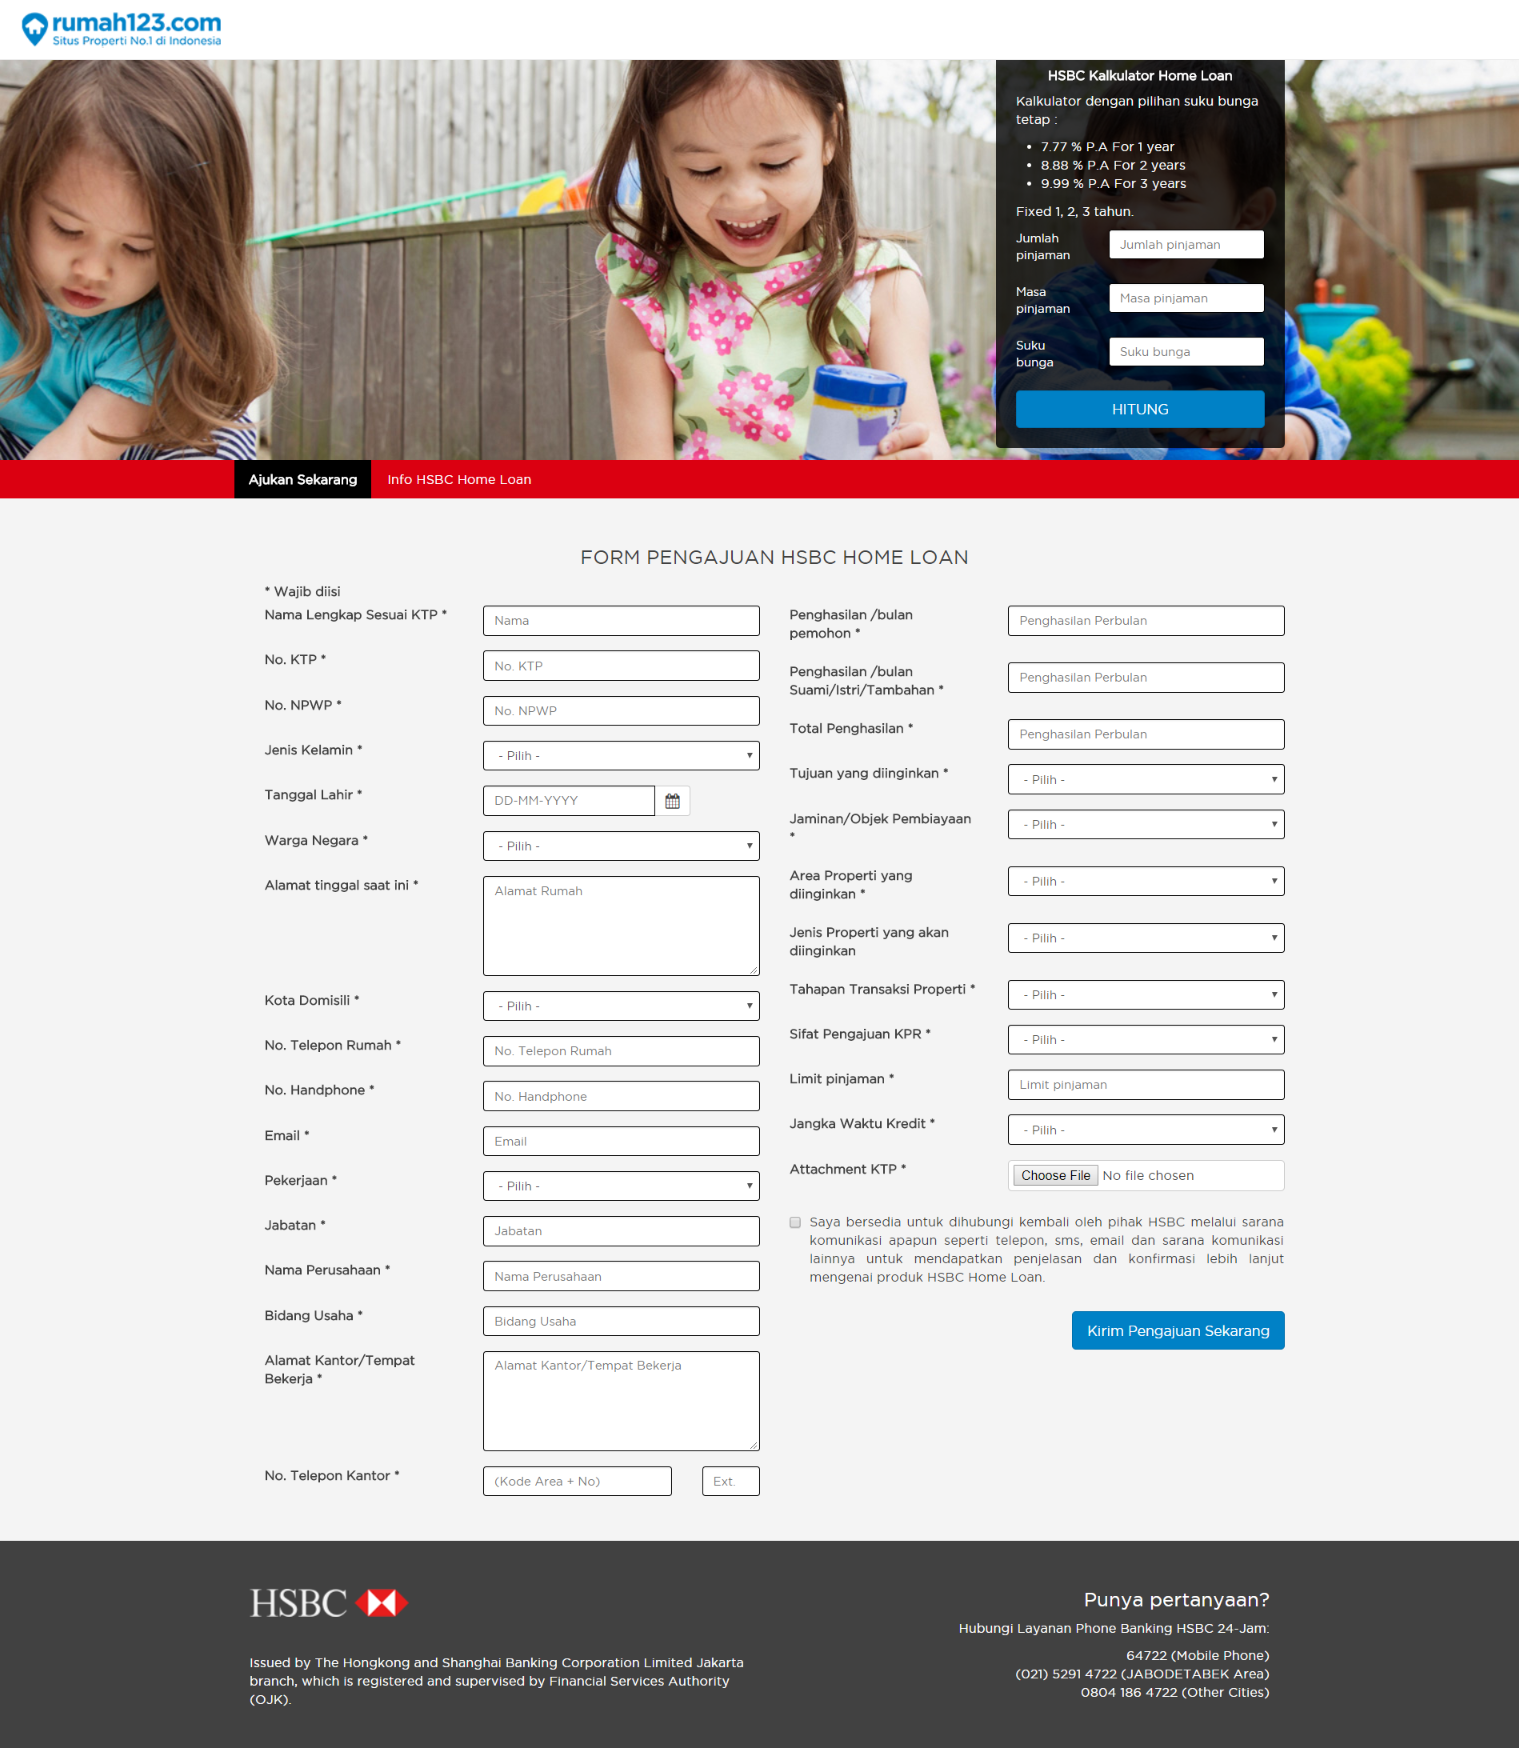 rumah123.com
Situs Properti No.1 di Indonesia
HSBC Kalkulator Home Loan
Kalkulator dengan pilihan suku bunga
tetap :
• 7.77 % P.A For 1 year
• 8.88 % P.A For 2 years
• 9.99 % P.A For 3 years
Fixed 1, 2, 3 tahun.
Jumlah
pinjaman
Jumlah pinjaman
Masa
pinjaman
Masa pinjaman
Suku
bunga
Suku bunga
HITUNG
Ajukan Sekarang
Info HSBC Home Loan
FORM PENGAJUAN HSBC HOME LOAN
* Wajib diisi
Nama Lengkap Sesuai KTP *
Nama
No. KTP *
No. KTP
No. NPWP *
No. NPWP
Jenis Kelamin *
- Pilih -
Tanggal Lahir *
DD-MM-YYYY
Warga Negara *
- Pilih -
Alamat tinggal saat ini *
Alamat Rumah
Kota Domisili *
- Pilih -
No. Telepon Rumah *
No. Telepon Rumah
No. Handphone *
No. Handphone
Email *
Email
Pekerjaan *
- Pilih -
Jabatan *
Jabatan
Nama Perusahaan *
Nama Perusahaan
Bidang Usaha *
Bidang Usaha
Alamat Kantor/Tempat
Bekerja *
Alamat Kantor/Tempat Bekerja
No. Telepon Kantor *
(Kode Area + No)
Ext.
Penghasilan /bulan
pemohon *
Penghasilan Perbulan
Penghasilan /bulan
Suami/Istri/Tambahan *
Penghasilan Perbulan
Total Penghasilan *
Penghasilan Perbulan
Tujuan yang diinginkan *
- Pilih -
Jaminan/Objek Pembiayaan
*
- Pilih -
Area Properti yang
diinginkan *
- Pilih -
Jenis Properti yang akan
diinginkan
- Pilih -
Tahapan Transaksi Properti *
- Pilih -
Sifat Pengajuan KPR *
- Pilih -
Limit pinjaman *
Limit pinjaman
Jangka Waktu Kredit *
- Pilih -
Attachment KTP *
Choose File No file chosen
Saya bersedia untuk dihubungi kembali oleh pihak HSBC melalui sarana
komunikasi apapun seperti telepon, sms, email dan sarana komunikasi
lainnya untuk mendapatkan penjelasan dan konfirmasi lebih lanjut
mengenai produk HSBC Home Loan.
Kirim Pengajuan Sekarang
HSBC
Issued by The Hongkong and Shanghai Banking Corporation Limited Jakarta
branch, which is registered and supervised by Financial Services Authority
(OJK).
Punya pertanyaan?
Hubungi Layanan Phone Banking HSBC 24-Jam:
64722 (Mobile Phone)
(021) 5291 4722 (JABODETABEK Area)
0804 186 4722 (Other Cities)